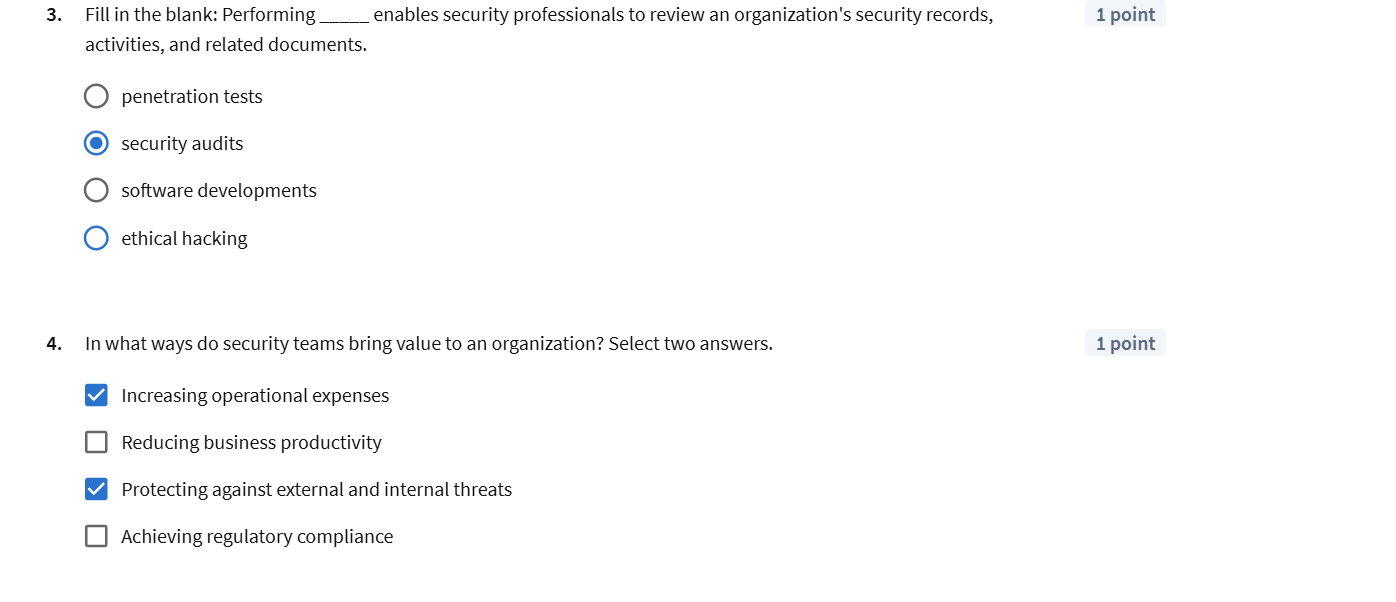 3. Fill in the blank: Performing _____ enables security professionals to review an organization's security records, 1 point
activities, and related documents.
penetration tests
security audits
software developments
ethical hacking
4. In what ways do security teams bring value to an organization? Select two answers. 1 point
Increasing operational expenses
Reducing business productivity
Protecting against external and internal threats
Achieving regulatory compliance